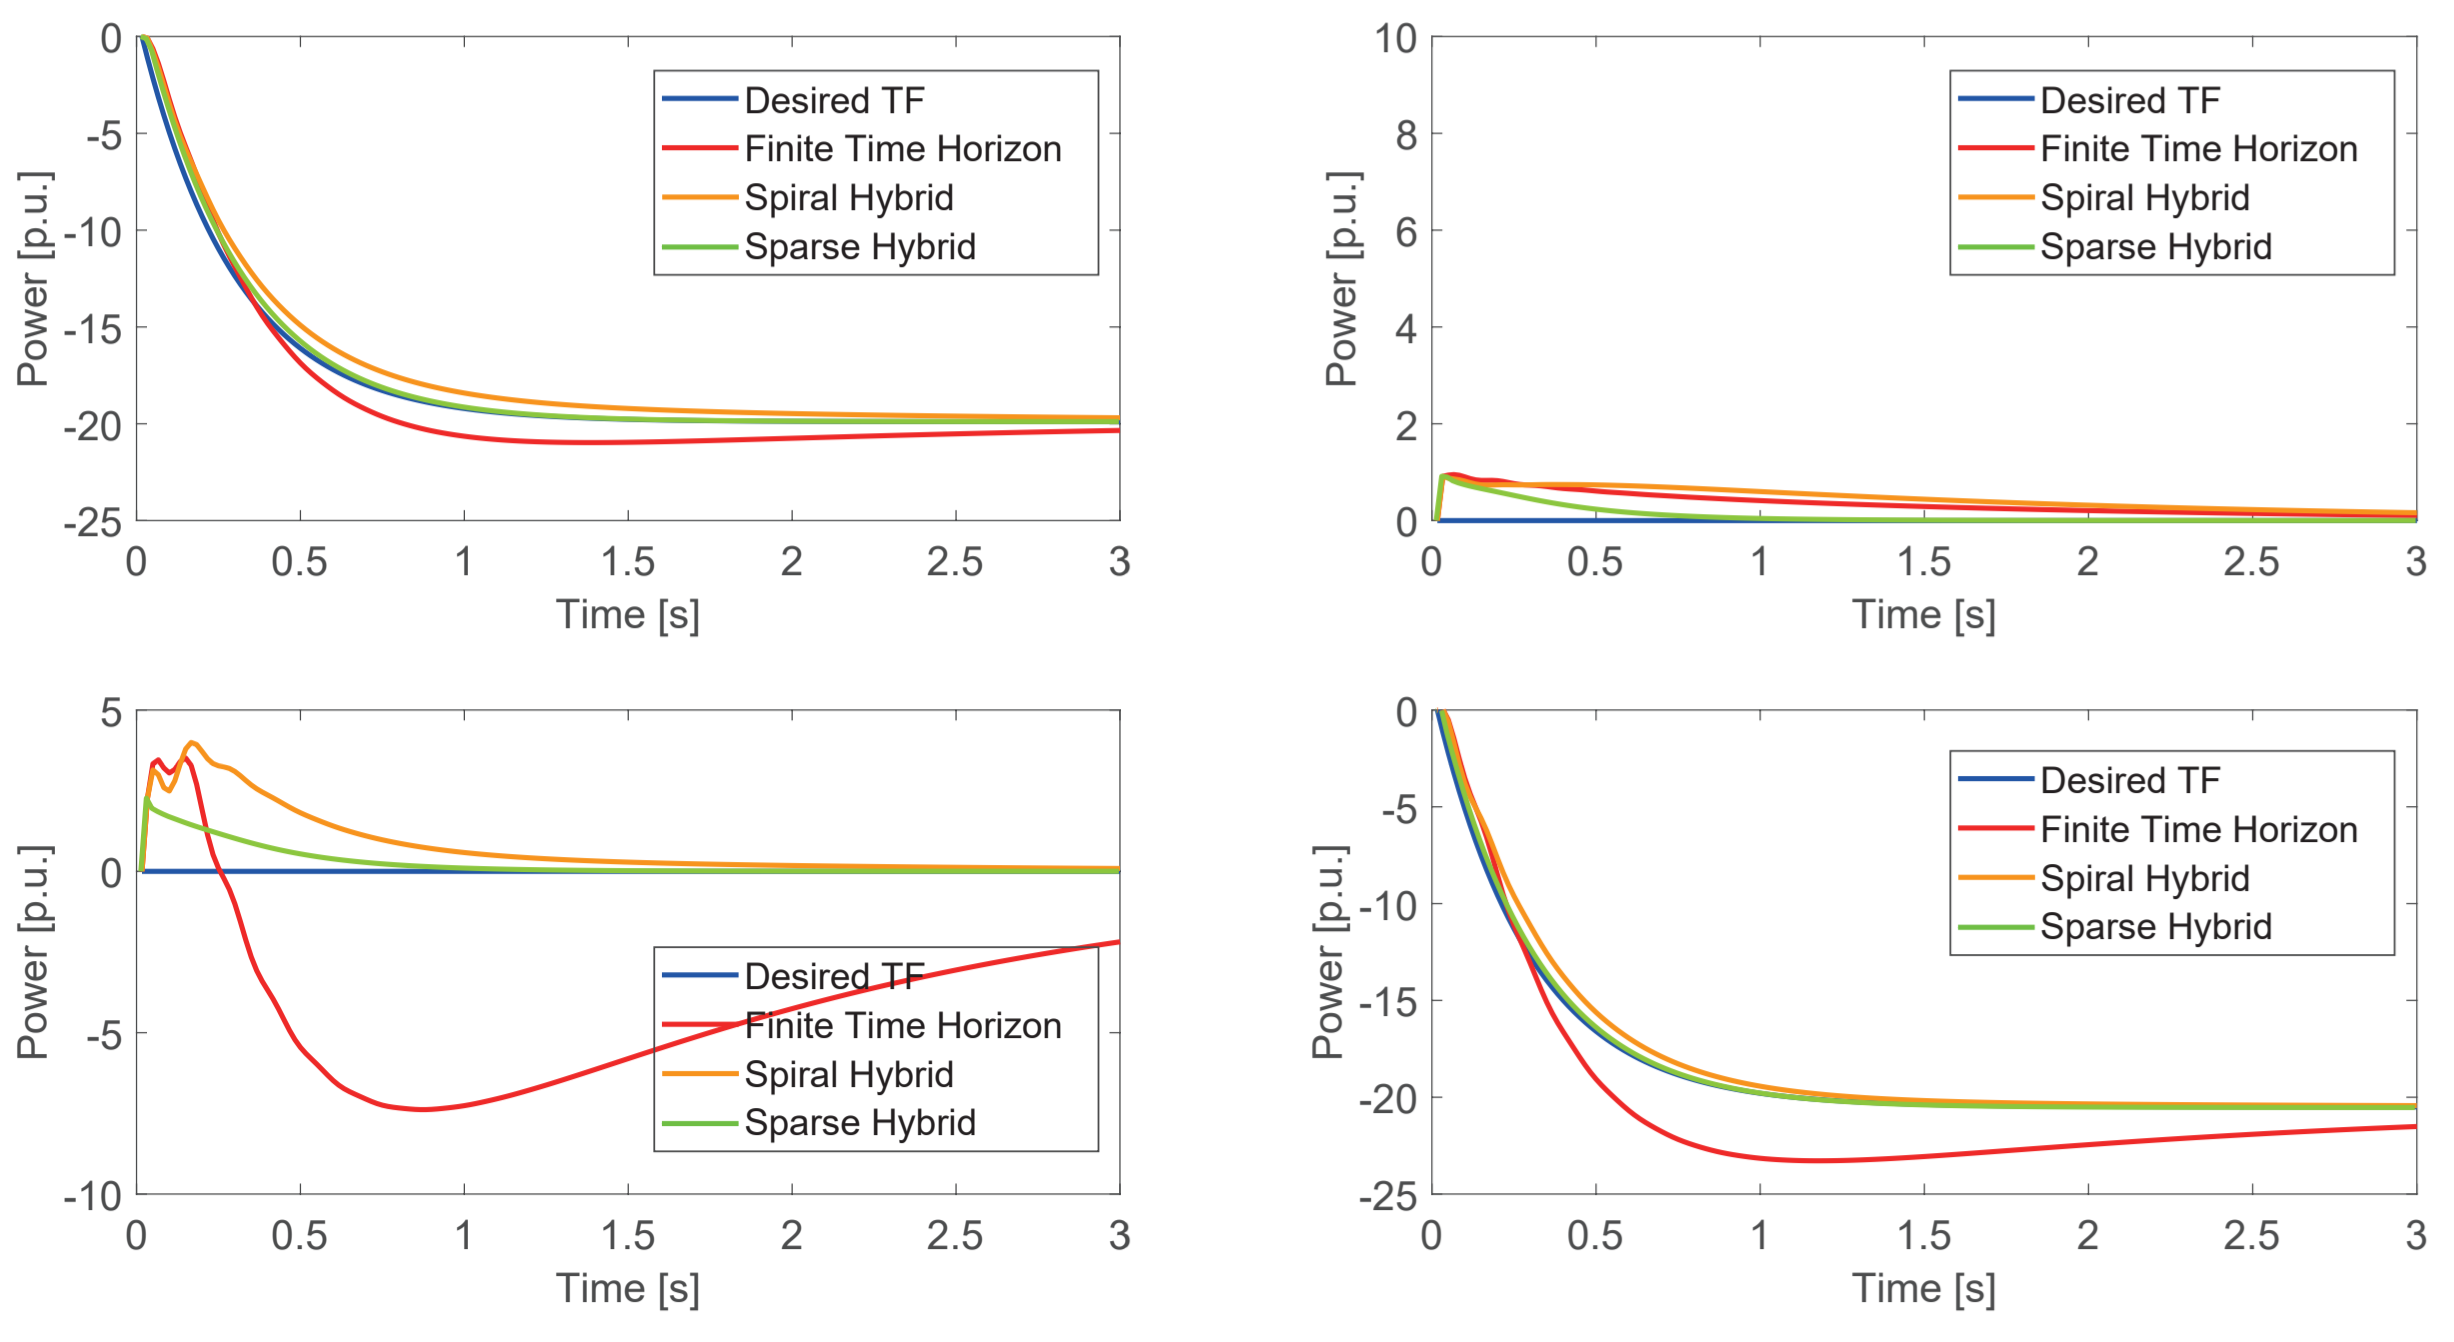 0
-5
-10
-15
-20
-25
Power [p.u.]
Desired TF
Finite Time Horizon
Spiral Hybrid
Sparse Hybrid
0 0.5 1 1.5 2 2.5 3
Time [s]
10
8
6
4
2
0
Power [p.u.]
Desired TF
Finite Time Horizon
Spiral Hybrid
Sparse Hybrid
0 0.5 1 1.5 2 2.5 3
Time [s]
5
0
-5
-10
Power [p.u.]
Desired TF
Finite Time Horizon
Spiral Hybrid
Sparse Hybrid
0 0.5 1 1.5 2 2.5 3
Time [s]
0
-5
-10
-15
-20
-25
Power [p.u.]
Desired TF
Finite Time Horizon
Spiral Hybrid
Sparse Hybrid
0 0.5 1 1.5 2 2.5 3
Time [s]